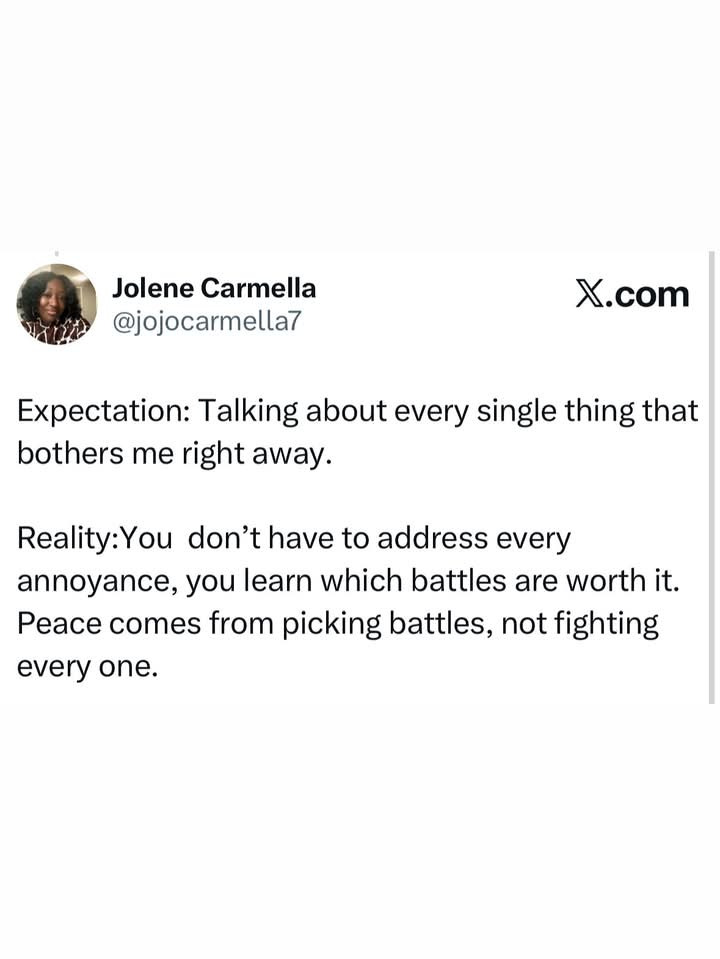 Jolene Carmella
@jojocarmella7
X.com
Expectation: Talking about every single thing that
bothers me right away.
Reality:You  don’t have to address every
annoyance, you learn which battles are worth it.
Peace comes from picking battles, not fighting
every one.